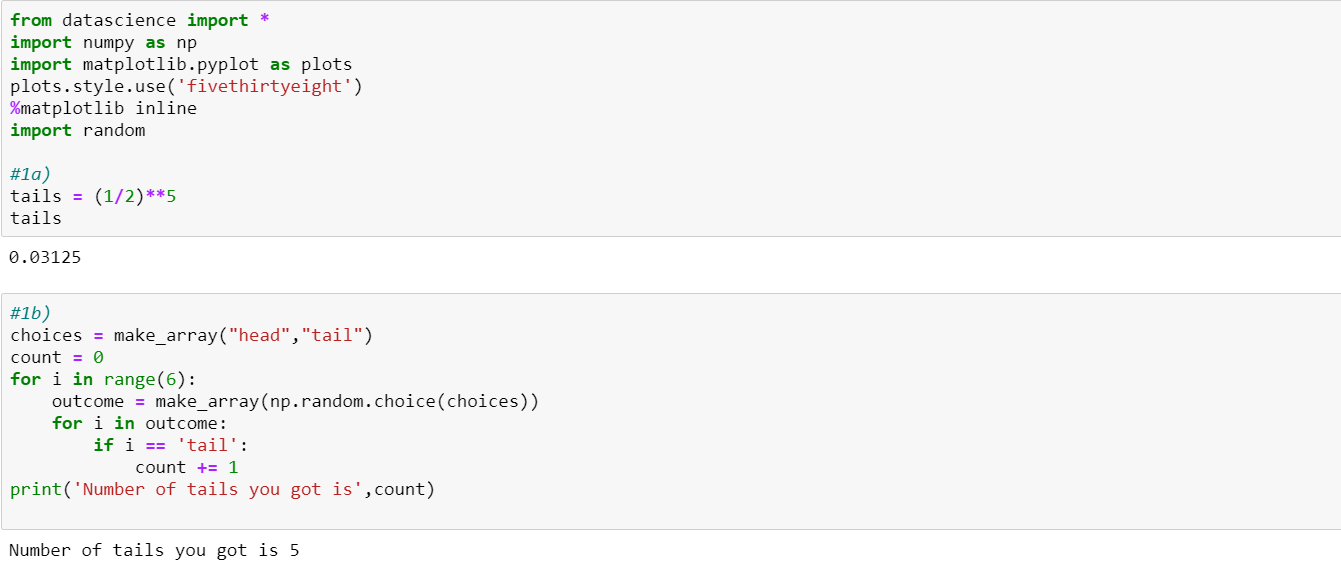 from datascience import *
import numpy as np
import matplotlib.pyplot as plots
plots.style.use('fivethirtyeight')
%matplotlib inline
import random

#1a)
tails = (1/2)**5
tails
0.03125
#1b)
choices = make_array("head","tail")
count = 0
for i in range(6):
    outcome = make_array(np.random.choice(choices))
    for i in outcome:
        if i == 'tail':
            count += 1
print('Number of tails you got is',count)
Number of tails you got is 5